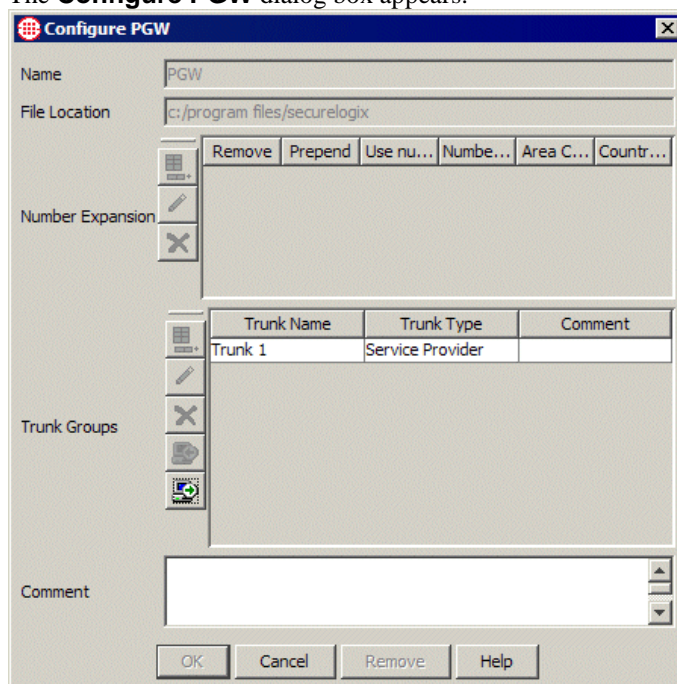 The Configure PGW dialog box appears.
Configure PGW
Name
PGW
File Location
c:/program files/securelogix
Remove Prepend Use nu... Numbe... Area C... Countr...
Number Expansion
Trunk Name Trunk Type Comment
Trunk 1 Service Provider
Trunk Groups
Comment
OK Cancel Remove Help